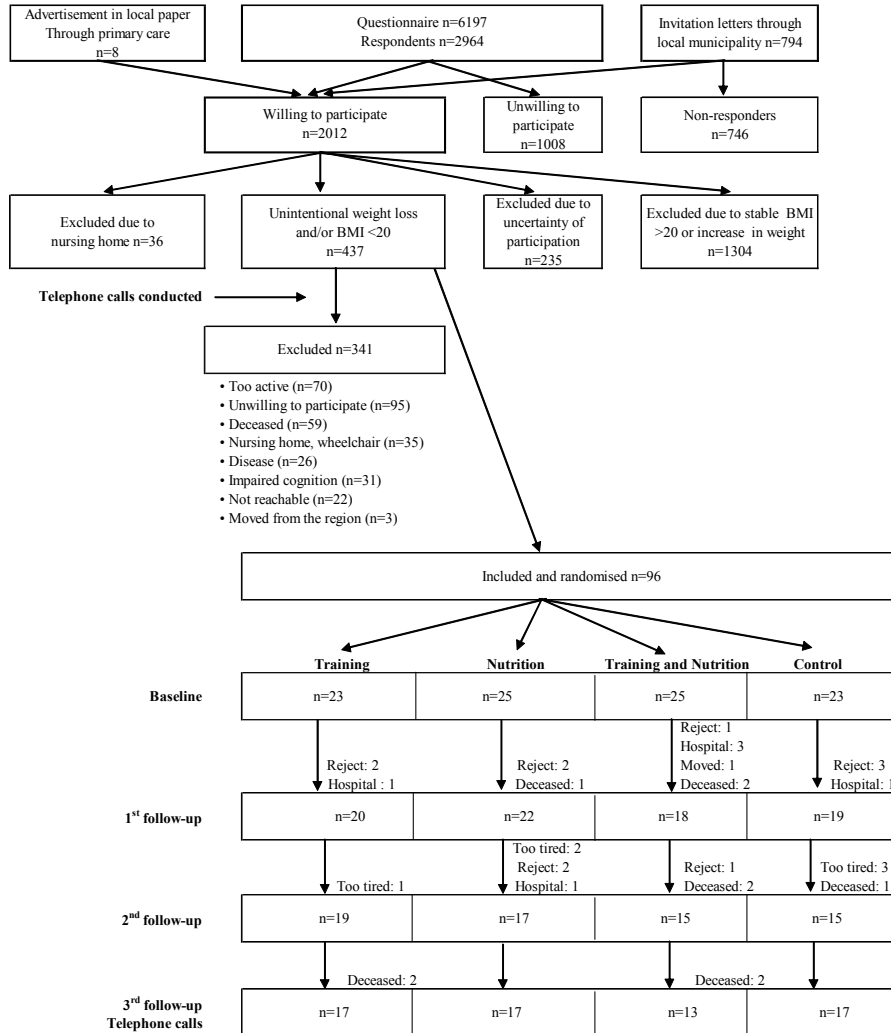 Advertisement in local paper
Through primary care
n=8
Questionnaire n=6197
Respondents n=2964
Invitation letters through
local municipality n=794
Willing to participate
n=2012
Unwilling to
participate
n=1008
Non-responders
n=746
Excluded due to
nursing home n=36
Unintentional weight loss
and/or BMI <20
n=437
Excluded due to
uncertainty of
participation
n=235
Excluded due to stable BMI
>20 or increase in weight
n=1304
Telephone calls conducted
Excluded n=341
• Too active (n=70)
• Unwilling to participate (n=95)
• Deceased (n=59)
• Nursing home, wheelchair (n=35)
• Disease (n=26)
• Impaired cognition (n=31)
• Not reachable (n=22)
• Moved from the region (n=3)
Included and randomised n=96
Training
Nutrition
Training and Nutrition
Control
Baseline
n=23
n=25
n=25
n=23
Reject: 2
Hospital : 1
Reject: 2
Deceased: 1
Reject: 1
Hospital: 3
Moved: 1
Deceased: 2
Reject: 3
Hospital: 1
1st follow-up
n=20
n=22
n=18
n=19
Too tired: 1
Too tired: 2
Reject: 2
Hospital: 1
Reject: 1
Deceased: 2
Too tired: 3
Deceased: 1
2nd follow-up
n=19
n=17
n=15
n=15
Deceased: 2
Deceased: 2
3rd follow-up
Telephone calls
n=17
n=17
n=13
n=17